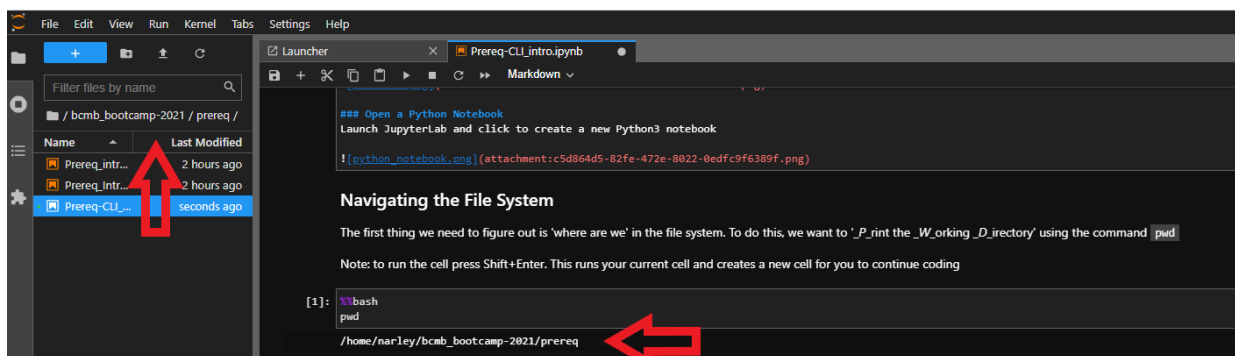 File Edit View Run Kernel Tabs Settings Help
Filter files by name
/ bcmb_bootcamp-2021 / prereq /
Name Last Modified
Prereq_intr... 2 hours ago
Prereq_Intr... 2 hours ago
Prereq-CLI_... seconds ago
Launcher Prereq-CLI_intro.ipynb
Markdown
### Open a Python Notebook
Launch JupyterLab and click to create a new Python3 notebook
![python_notebook.png](attachment:c5d864d5-82fe-472e-8022-0edfc9f6389f.png)
Navigating the File System
The first thing we need to figure out is 'where are we' in the file system. To do this, we want to '_P_rint the _W_orking _D_irectory' using the command pwd
Note: to run the cell press Shift+Enter. This runs your current cell and creates a new cell for you to continue coding
[1]: %%bash
pwd
/home/narley/bcmb_bootcamp-2021/prereq